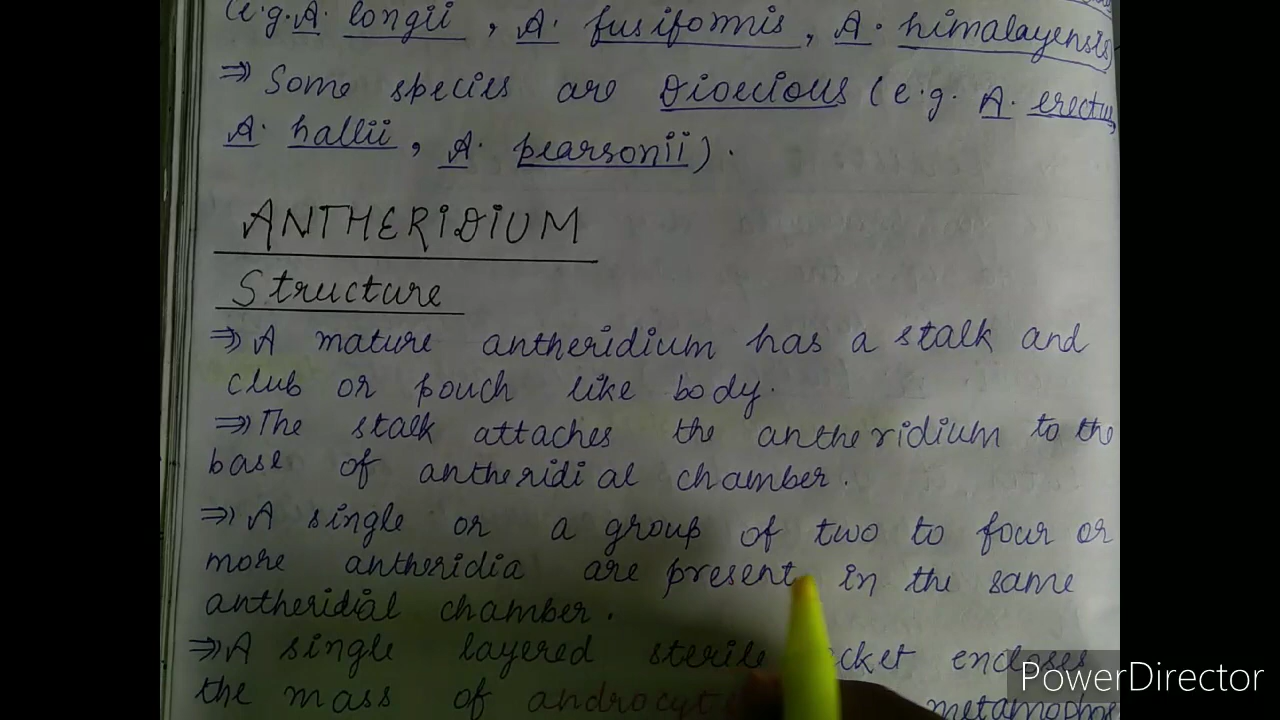 (e.g. A. longii, A. fusiformis, A. himalayensis)
⇒ Some species are Dioecious (e.g. A. erectus,
A. hallii, A. pearsonii).
ANTHERIDIUM
Structure
⇒ A mature antheridium has a stalk and
club or pouch like body.
⇒ The stalk attaches the antheridium to the
base of antheridial chamber.
⇒ A single or a group of two to four or
more antheridia are present in the same
antheridial chamber.
⇒ A single layered sterile encloses
the mass of
PowerDirector